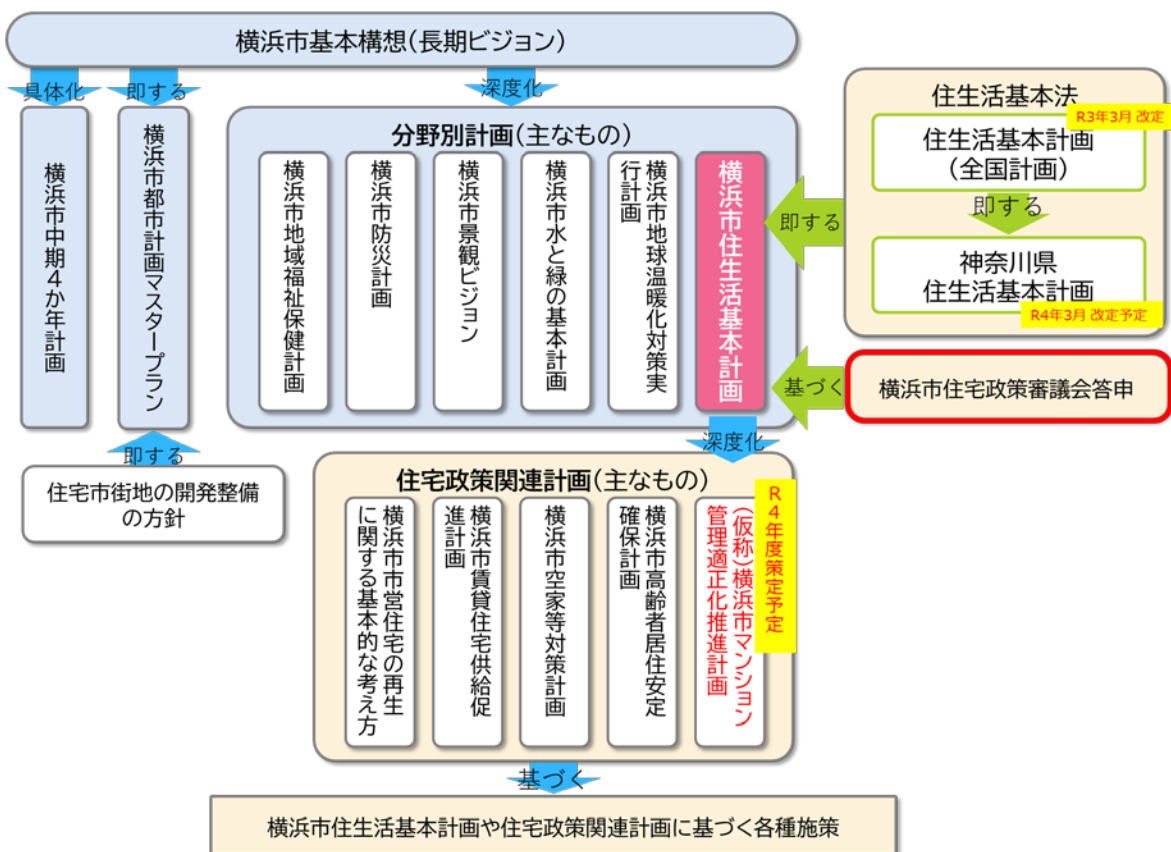 横浜市基本構想(長期ビジョン)
具体化
即する
深度化
横浜市中期4か年計画
横浜市都市計画マスタープラン
即する
住宅市街地の開発整備
の方針
分野別計画(主なもの)
横浜市地域福祉保健計画
横浜市防災計画
横浜市景観ビジョン
横浜市水と緑の基本計画
横浜市地球温暖化対策実
行計画
横浜市住生活基本計画
即する
住生活基本法
R3年3月 改定
住生活基本計画
(全国計画)
即する
神奈川県
住生活基本計画
R4年3月 改定予定
基づく
横浜市住宅政策審議会答申
深度化
住宅政策関連計画(主なもの)
横浜市市営住宅の再生
に関する基本的な考え方
横浜市賃貸住宅供給促
進計画
横浜市空家等対策計画
横浜市高齢者居住安定
確保計画
(仮称)横浜市マンション
管理適正化推進計画
R4年度策定予定
基づく
横浜市住生活基本計画や住宅政策関連計画に基づく各種施策